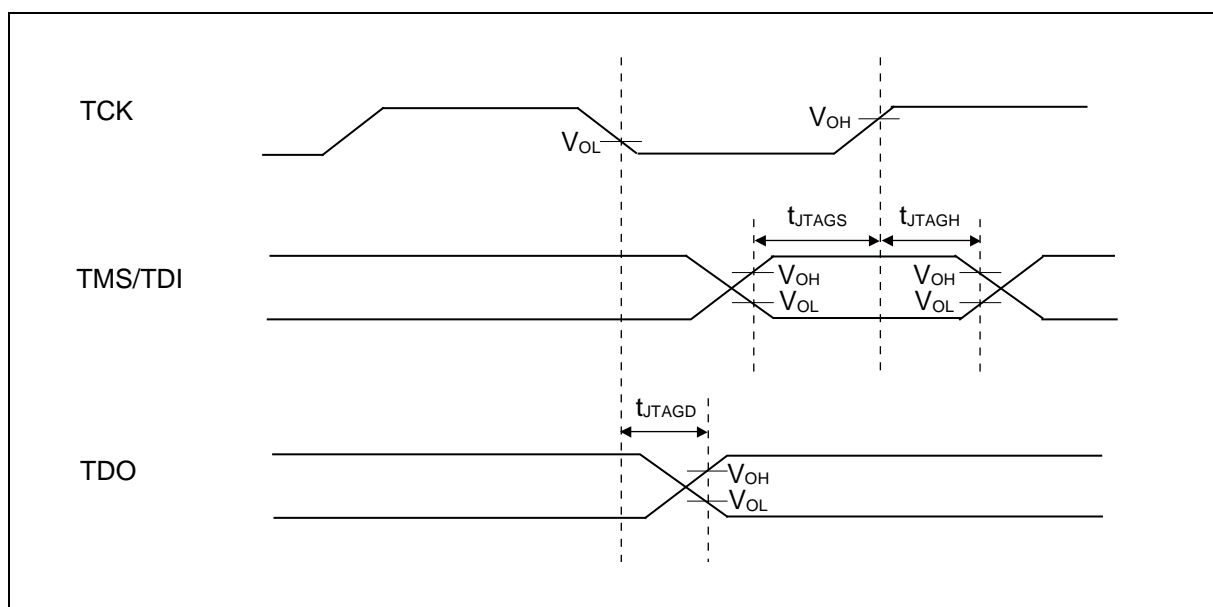 TCK
VOL
VOH
tJTAGS
tJTAGH
TMS/TDI
VOH
VOL
VOH
VOL
tJTAGD
TDO
VOH
VOL